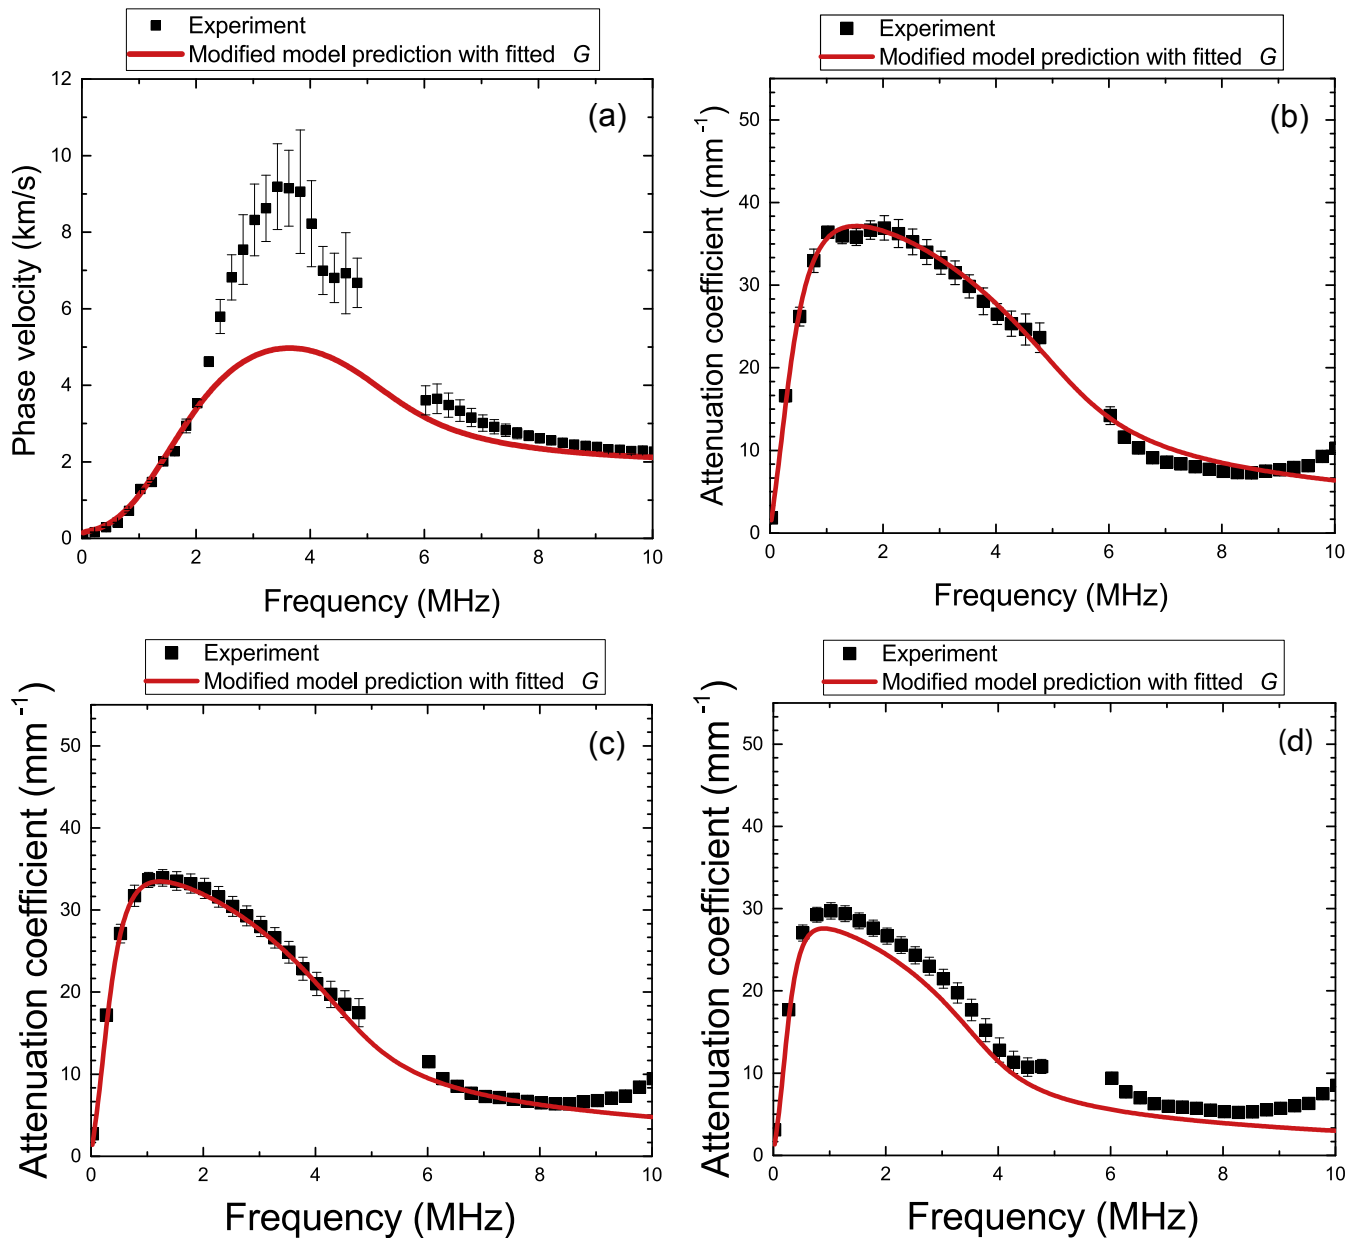 Experiment
Modified model prediction with fitted G
(a)
Phase velocity (km/s)
12
10
8
6
4
2
0
0 2 4 6 8 10
Frequency (MHz)
Experiment
Modified model prediction with fitted G
(b)
Attenuation coefficient (mm⁻¹)
50
40
30
20
10
0
0 2 4 6 8 10
Frequency (MHz)
Experiment
Modified model prediction with fitted G
(c)
Attenuation coefficient (mm⁻¹)
50
40
30
20
10
0
0 2 4 6 8 10
Frequency (MHz)
Experiment
Modified model prediction with fitted G
(d)
Attenuation coefficient (mm⁻¹)
50
40
30
20
10
0
0 2 4 6 8 10
Frequency (MHz)